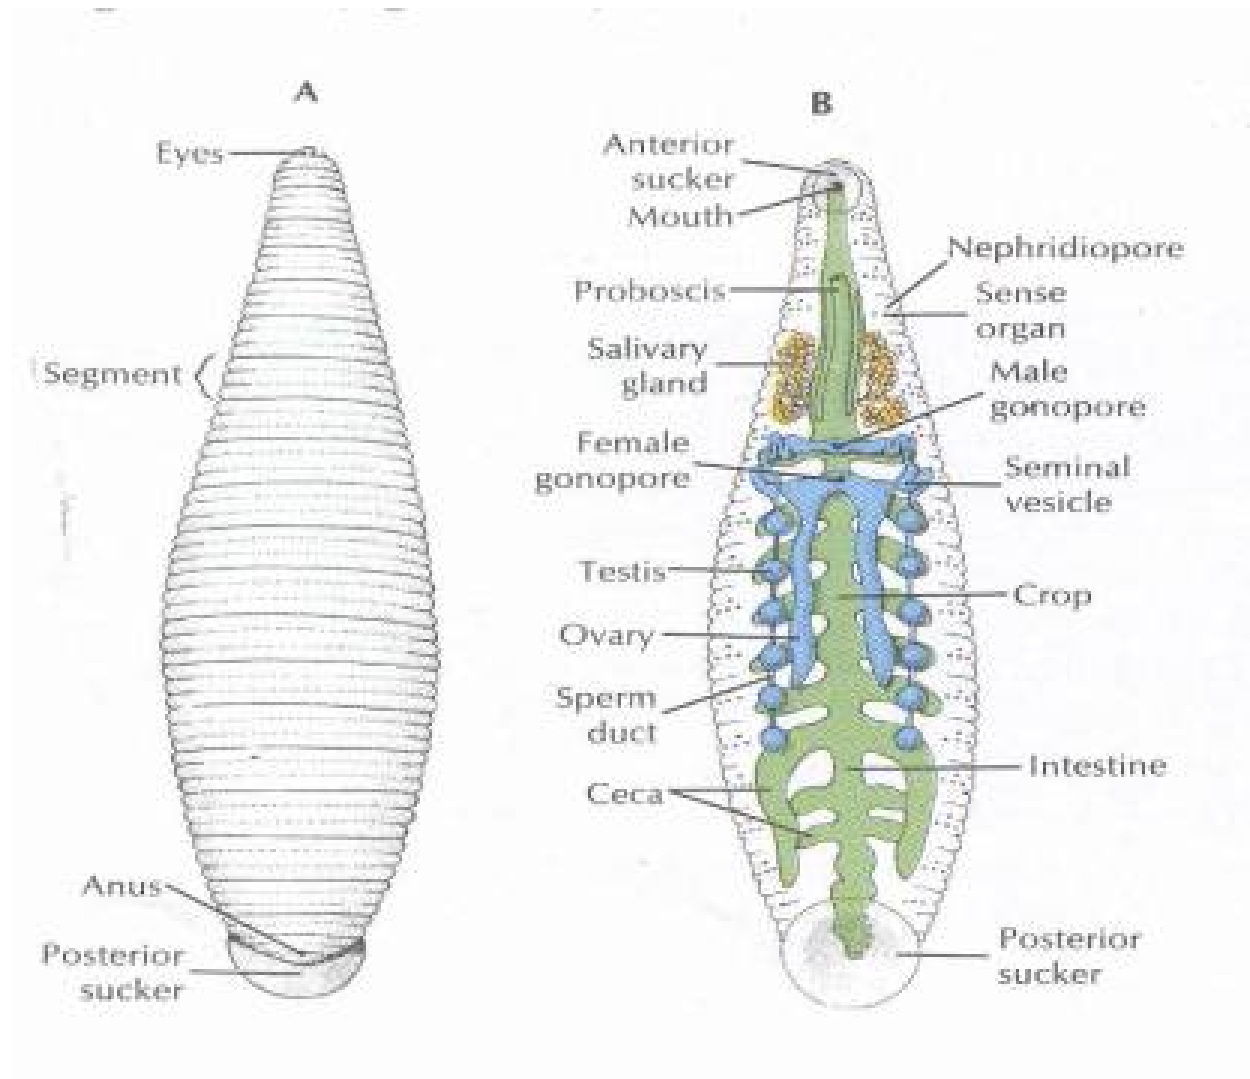 A
Eyes
Segment
Anus
Posterior
sucker
B
Anterior
sucker
Mouth
Proboscis
Salivary
gland
Female
gonopore
Testis
Ovary
Sperm
duct
Ceca
Nephridiopore
Sense
organ
Male
gonopore
Seminal
vesicle
Crop
Intestine
Posterior
sucker